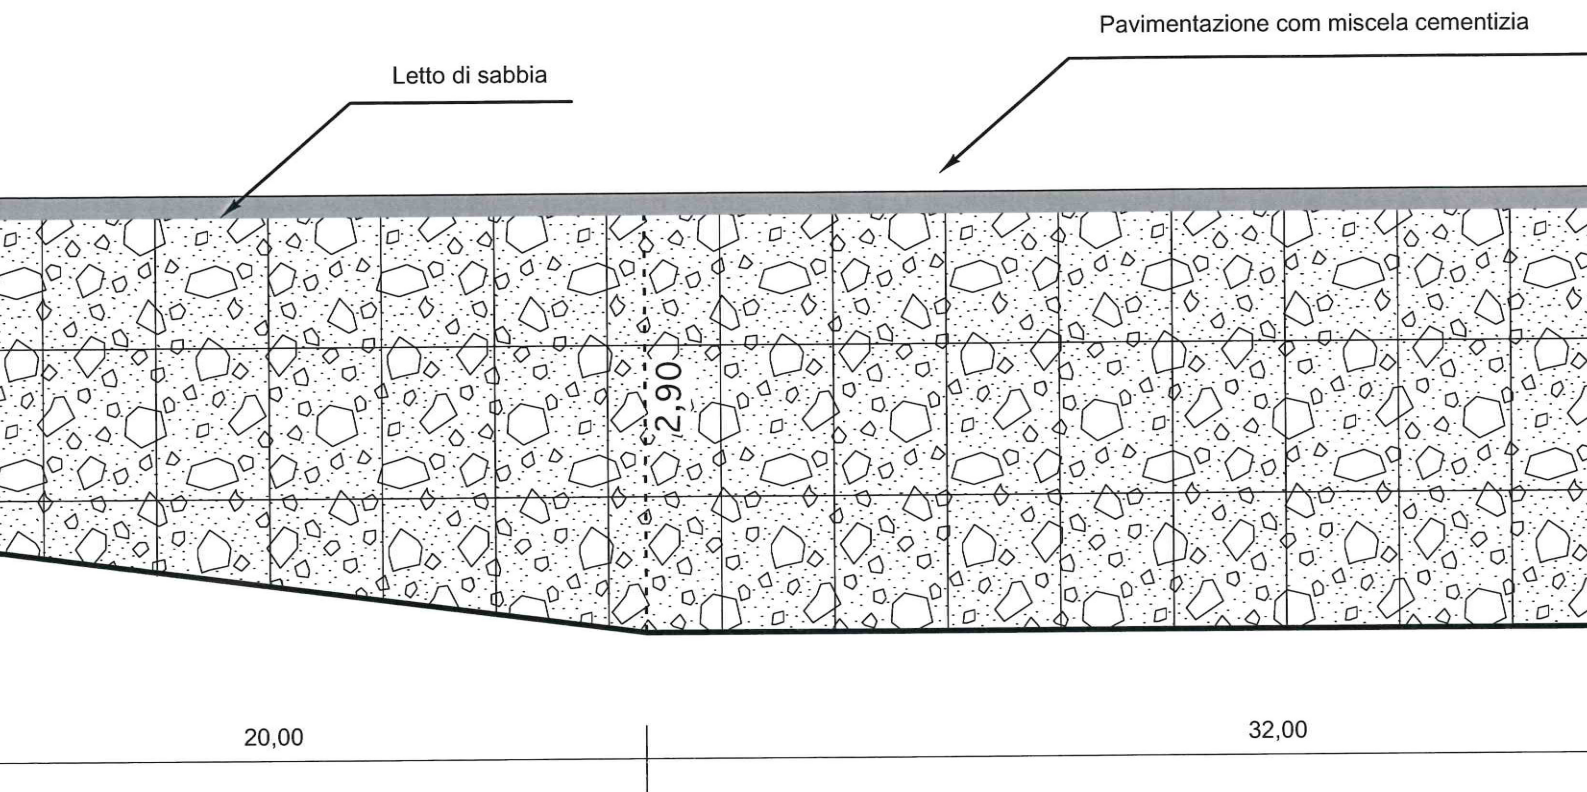 Pavimentazione com miscela cementizia
Letto di sabbia
2,90
20,00
32,00